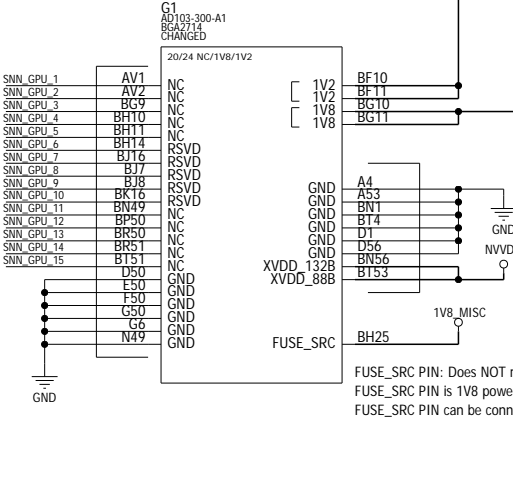 G1
AD103-300-A1
BGA2714
CHANGED
20/24 NC/1V8/1V2
SNN_GPU_1 AV1 NC
SNN_GPU_2 AV2 NC
SNN_GPU_3 BG9 NC
SNN_GPU_4 BH10 NC
SNN_GPU_5 BH11 NC
SNN_GPU_6 BH14 RSVD
SNN_GPU_7 BJ16 RSVD
SNN_GPU_8 BJ7 RSVD
SNN_GPU_9 BJ8 RSVD
SNN_GPU_10 BK16 RSVD
SNN_GPU_11 BN49 NC
SNN_GPU_12 BP50 NC
SNN_GPU_13 BR50 NC
SNN_GPU_14 BR51 NC
SNN_GPU_15 BT51 NC
D50 GND
E50 GND
F50 GND
G50 GND
G6 GND
N49 GND
GND
1V2 BF10
1V2 BF11
1V8 BG10
1V8 BG11
GND A4
GND A53
GND BN1
GND BT4
GND D1
GND D56
XVDD_132B BN56
XVDD_88B BT53
GND
NVVD
1V8_MISC
FUSE_SRC BH25
FUSE_SRC PIN: Does NOT
FUSE_SRC PIN is 1V8 powe
FUSE_SRC PIN can be conn